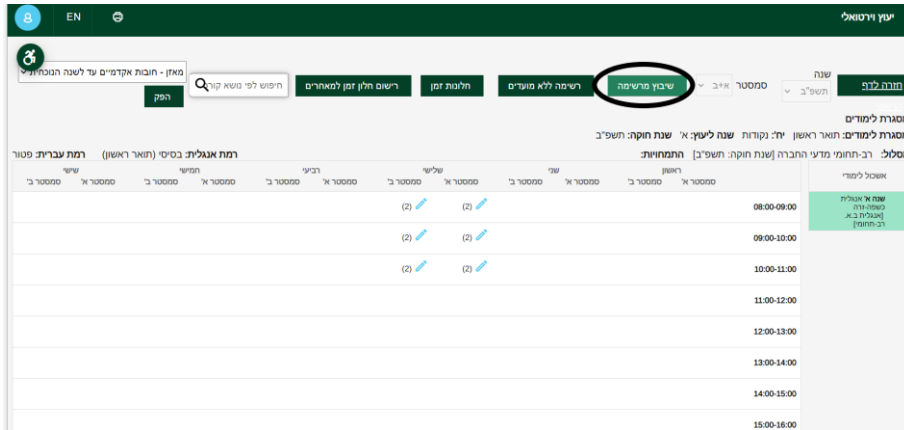 יעוץ וירטואלי
EN
חזרה לדף
שנה
תשפ"ב
סמסטר
א+ב
שיבוץ מרשימה
רשימה ללא מועדים
חלונות זמן
רישום חלון זמן למאחרים
חיפוש לפי נושא קורס
מאזן - חובות אקדמיים עד לשנה הנוכחית
הפק
מסגרת לימודים
מסגרת לימודים: תואר ראשון יח': נקודות שנה ליעוץ: א' שנת חוקה: תשפ"ב
מסלול: רב-תחומי מדעי החברה [שנת חוקה: תשפ"ב] התמחויות: רמת אנגלית: בסיסי (תואר ראשון) רמת עברית: פטור
אשכול לימודי
ראשון שני שלישי רביעי חמישי שישי
סמסטר א' סמסטר ב' סמסטר א' סמסטר ב' סמסטר א' סמסטר ב' סמסטר א' סמסטר ב' סמסטר א' סמסטר ב' סמסטר א' סמסטר ב'
שנה א' אנגלית
כשפה-זרה
[אנגלית ב.א.
רב-תחומי]
08:00-09:00 (2) (2)
09:00-10:00 (2) (2)
10:00-11:00 (2) (2)
11:00-12:00
12:00-13:00
13:00-14:00
14:00-15:00
15:00-16:00